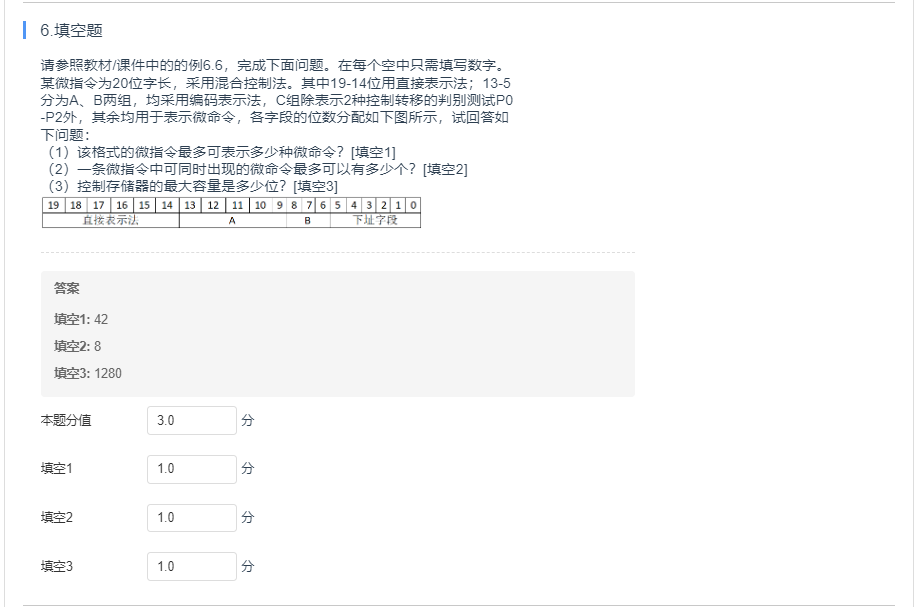 6.填空题
请参照教材/课件中的的例6.6，完成下面问题。在每个空中只需填写数字。
某微指令为20位字长，采用混合控制法。其中19-14位用直接表示法；13-5
分为A、B两组，均采用编码表示法，C组除表示2种控制转移的判别测试P0
-P2外，其余均用于表示微命令，各字段的位数分配如下图所示，试回答如
下问题：
（1）该格式的微指令最多可表示多少种微命令？[填空1]
（2）一条微指令中可同时出现的微命令最多可以有多少个？[填空2]
（3）控制存储器的最大容量是多少位？[填空3]
19 18 17 16 15 14 13 12 11 10 9 8 7 6 5 4 3 2 1 0
直接表示法 A B 下址字段
答案
填空1: 42
填空2: 8
填空3: 1280
本题分值 3.0 分
填空1 1.0 分
填空2 1.0 分
填空3 1.0 分